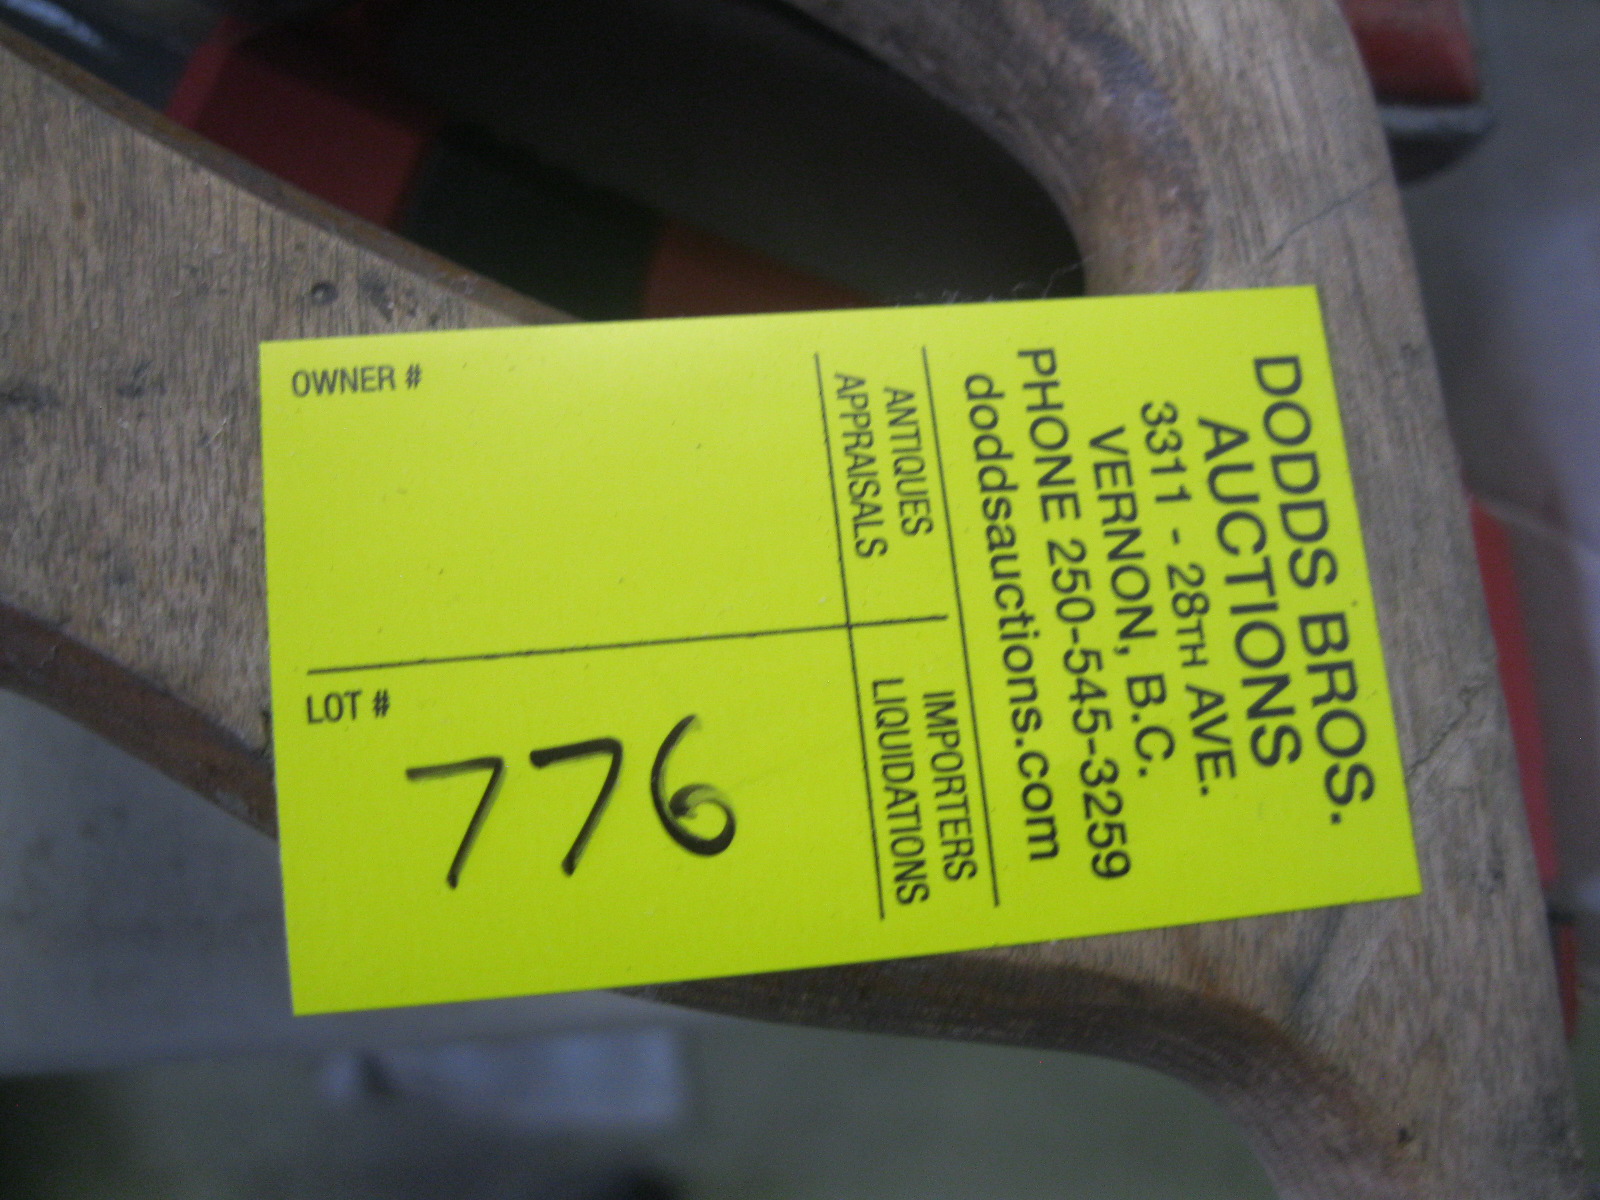 DODDS BROS.
AUCTIONS
3311 - 28TH AVE.
VERNON, B.C.
PHONE 250-545-3259
doddsauctions.com
ANTIQUES
APPRAISALS
IMPORTERS
LIQUIDATIONS
OWNER #
LOT #
776